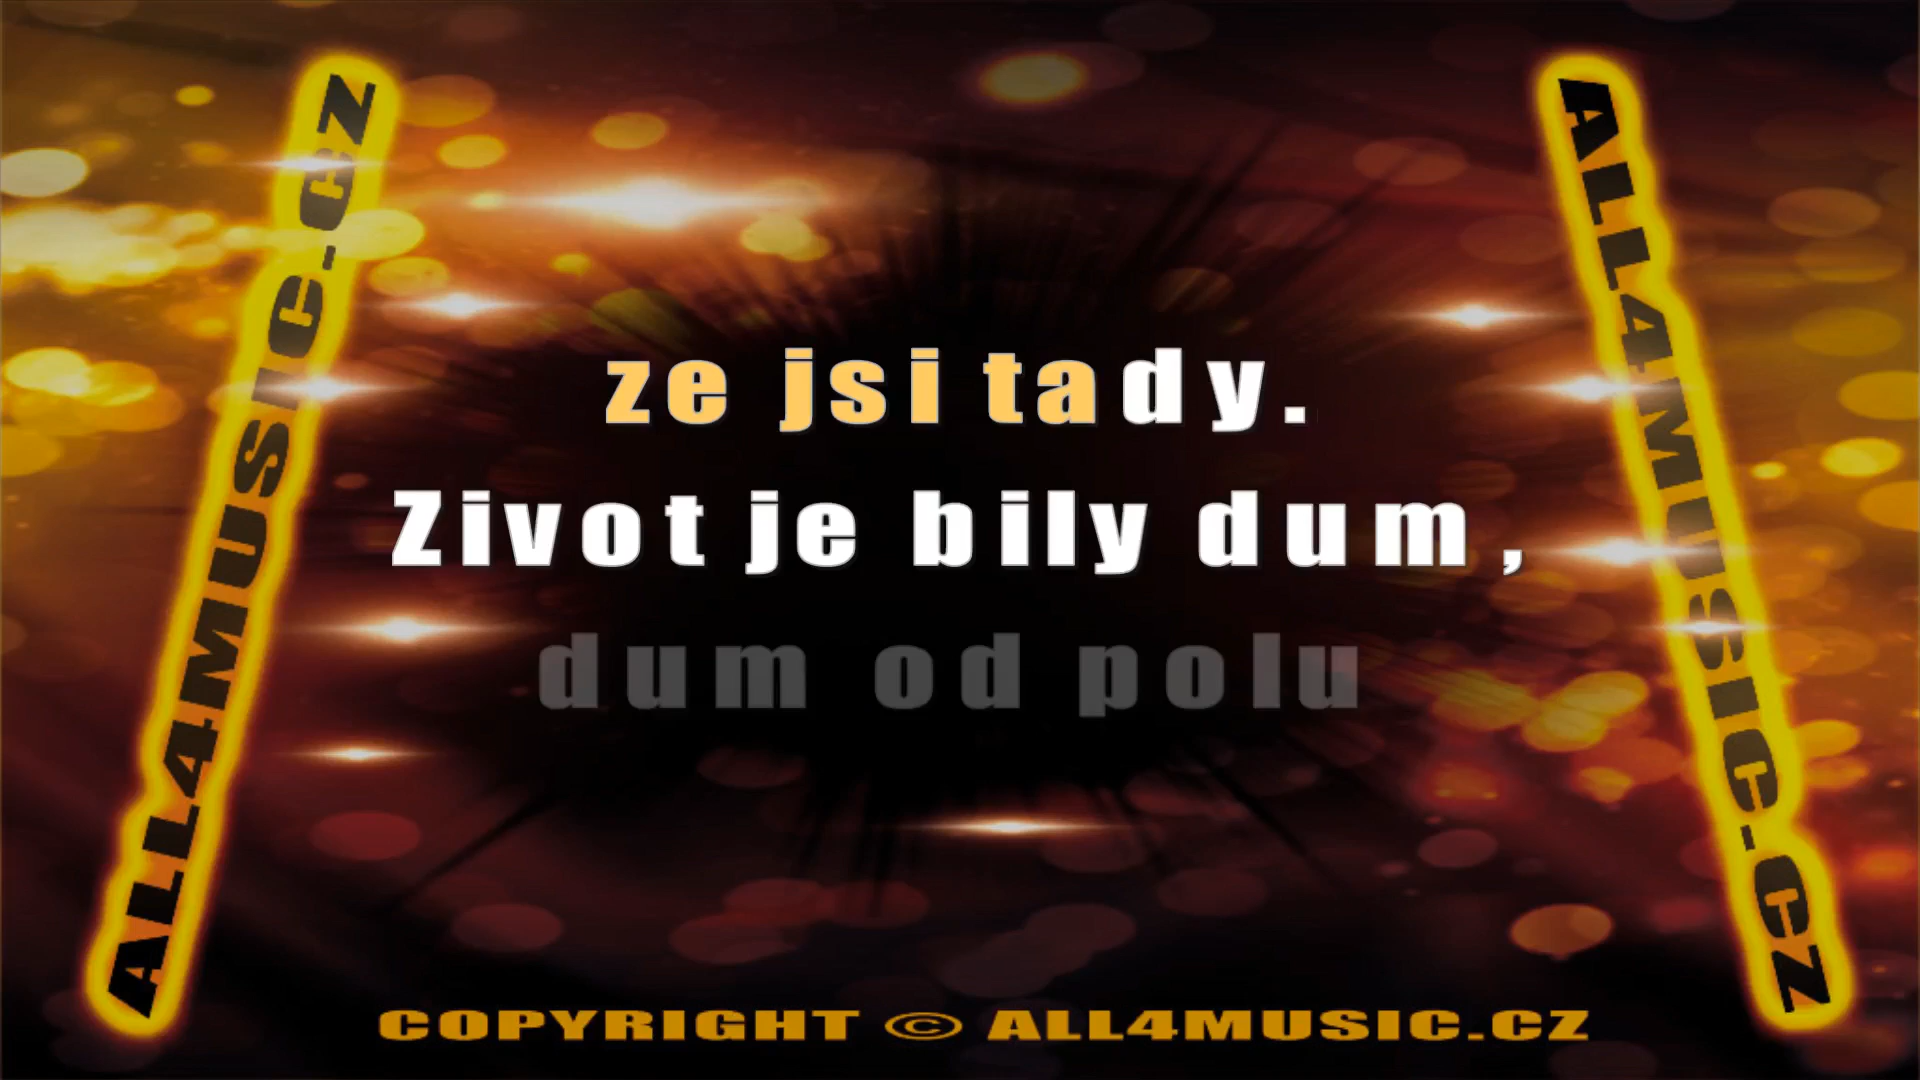 ALL4MUSIC.CZ
ALL4MUSIC.CZ
ze jsi tady.
Zivot je bily dum,
dum od polu
COPYRIGHT © ALL4MUSIC.CZ